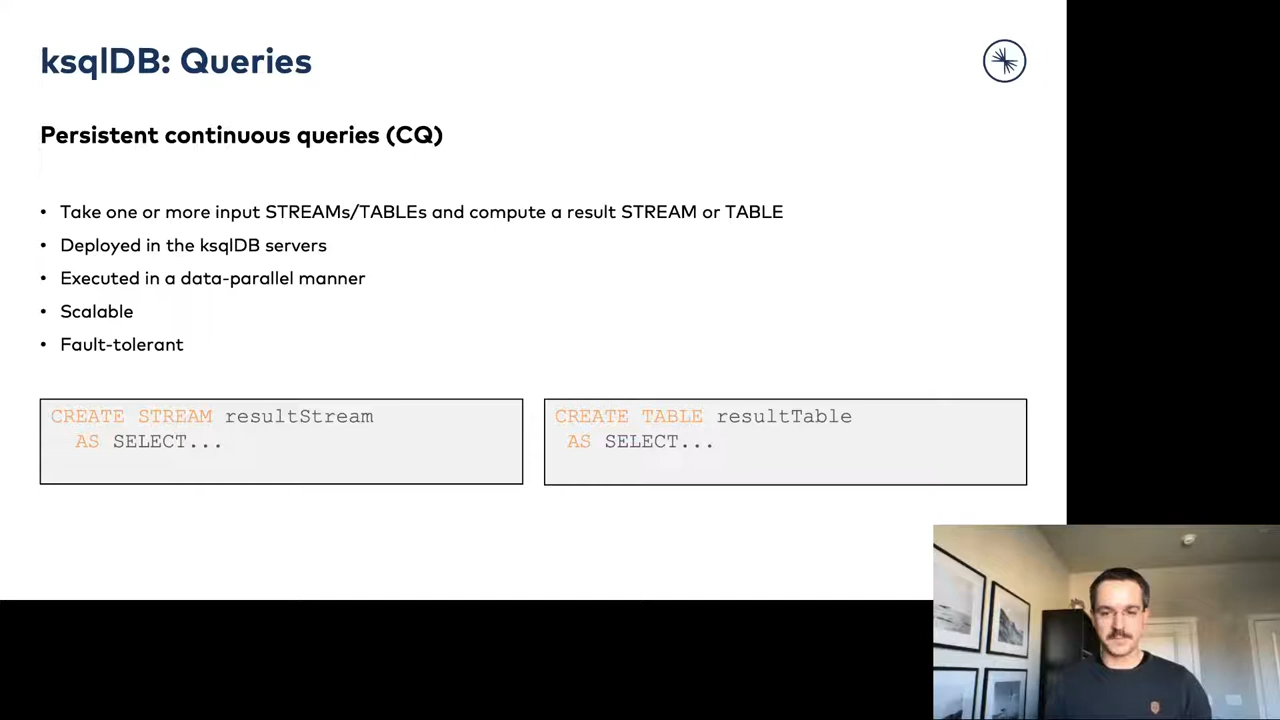 ksqlDB: Queries
Persistent continuous queries (CQ)
• Take one or more input STREAMs/TABLEs and compute a result STREAM or TABLE
• Deployed in the ksqlDB servers
• Executed in a data-parallel manner
• Scalable
• Fault-tolerant
CREATE STREAM resultStream
AS SELECT...
CREATE TABLE resultTable
AS SELECT...